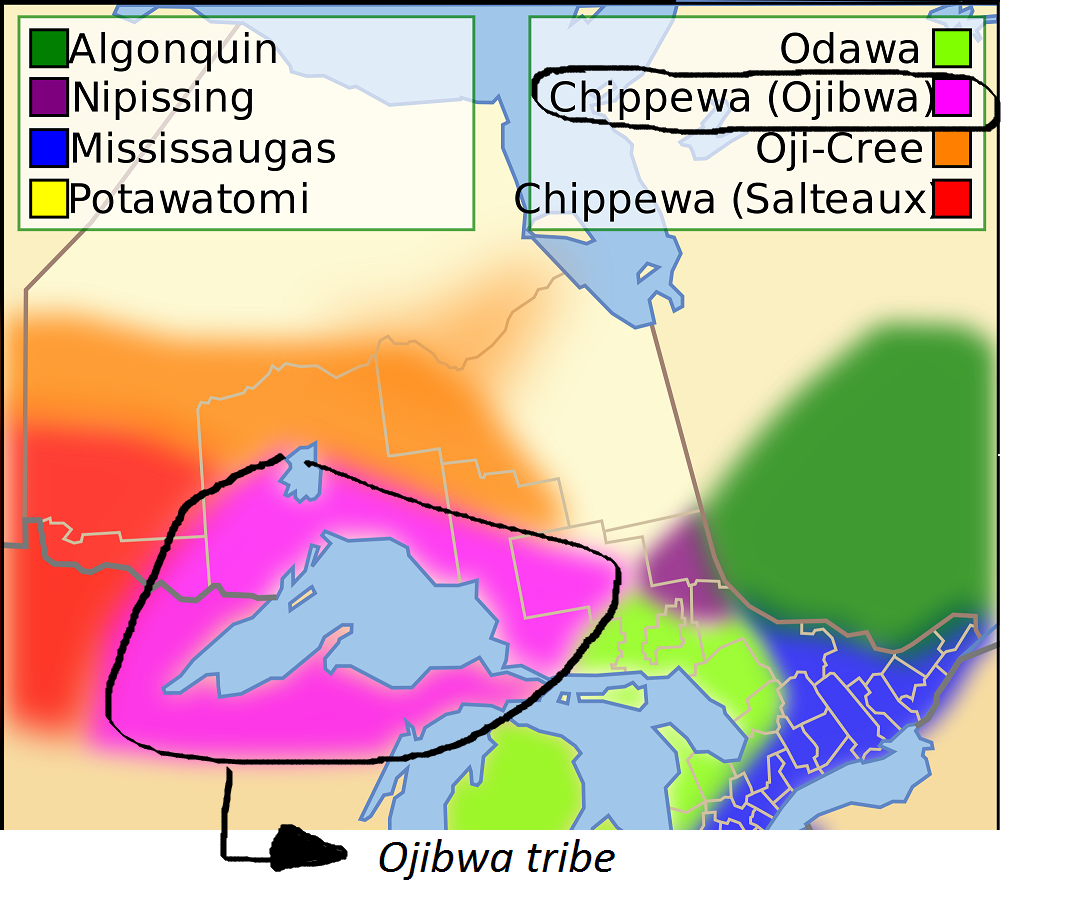 Algonquin
Nipissing
Mississaugas
Potawatomi
Odawa
Chippewa (Ojibwa)
Oji-Cree
Chippewa (Salteaux)
Ojibwa tribe